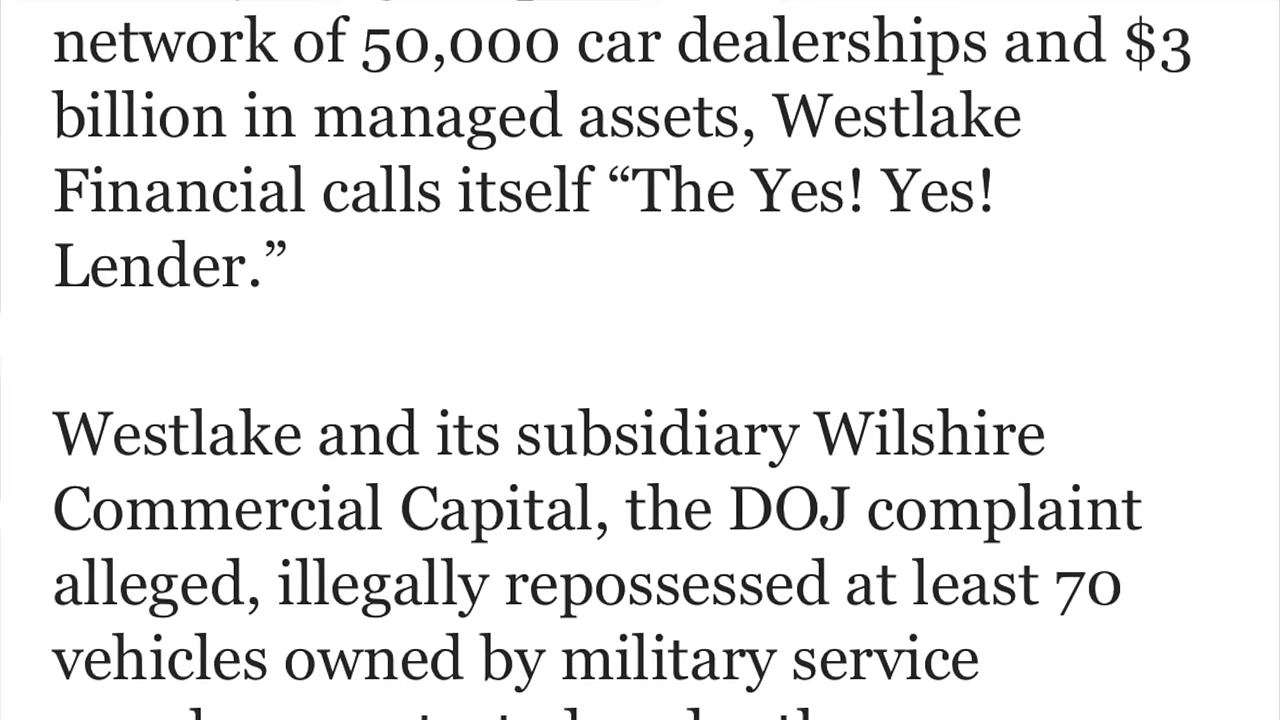 network of 50,000 car dealerships and $3
billion in managed assets, Westlake
Financial calls itself “The Yes! Yes!
Lender.”
Westlake and its subsidiary Wilshire
Commercial Capital, the DOJ complaint
alleged, illegally repossessed at least 70
vehicles owned by military service